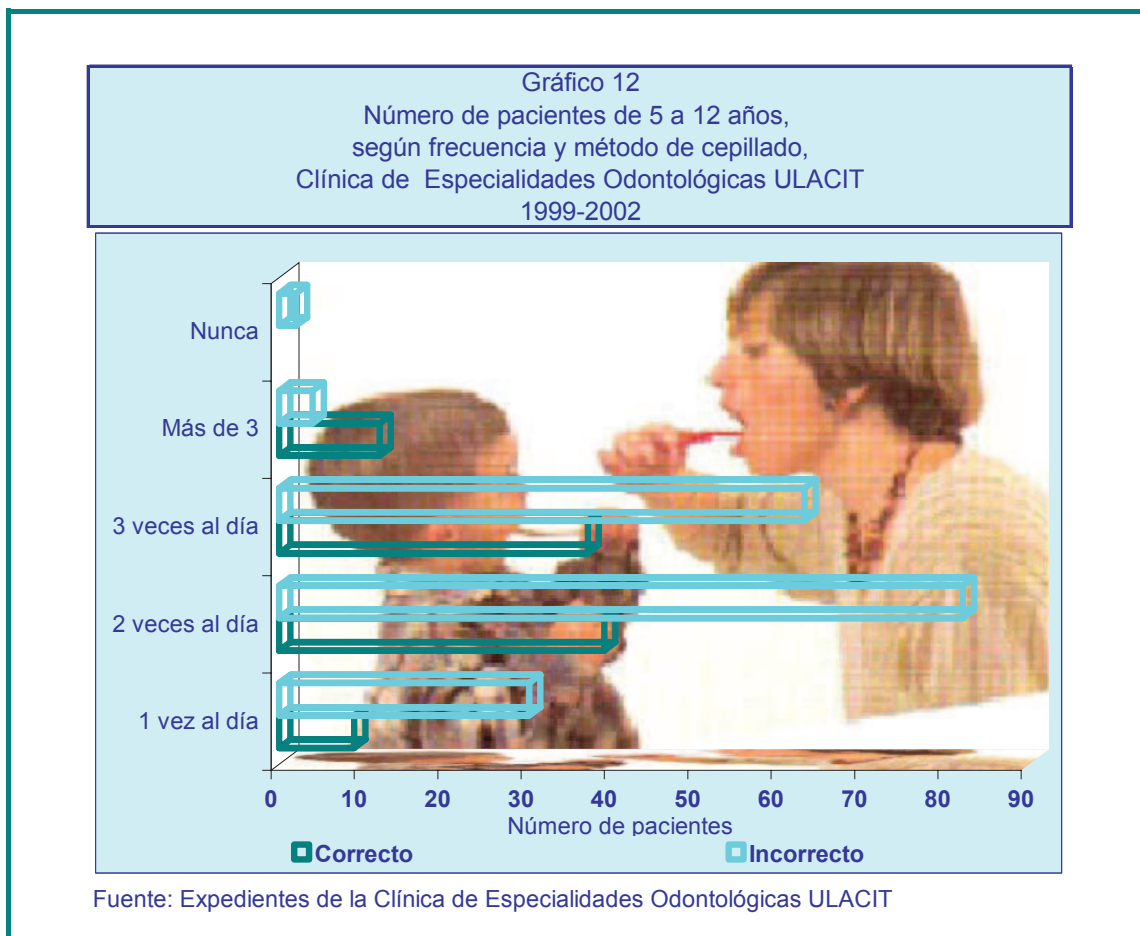 Gráfico 12
Número de pacientes de 5 a 12 años,
según frecuencia y método de cepillado,
Clínica de Especialidades Odontológicas ULACIT
1999-2002
Nunca
Más de 3
3 veces al día
2 veces al día
1 vez al día
0 10 20 30 40 50 60 70 80 90
Número de pacientes
Correcto Incorrecto
Fuente: Expedientes de la Clínica de Especialidades Odontológicas ULACIT